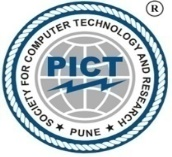 ®
SOCIETY FOR COMPUTER TECHNOLOGY AND RESEARCH
PICT
★ PUNE ★